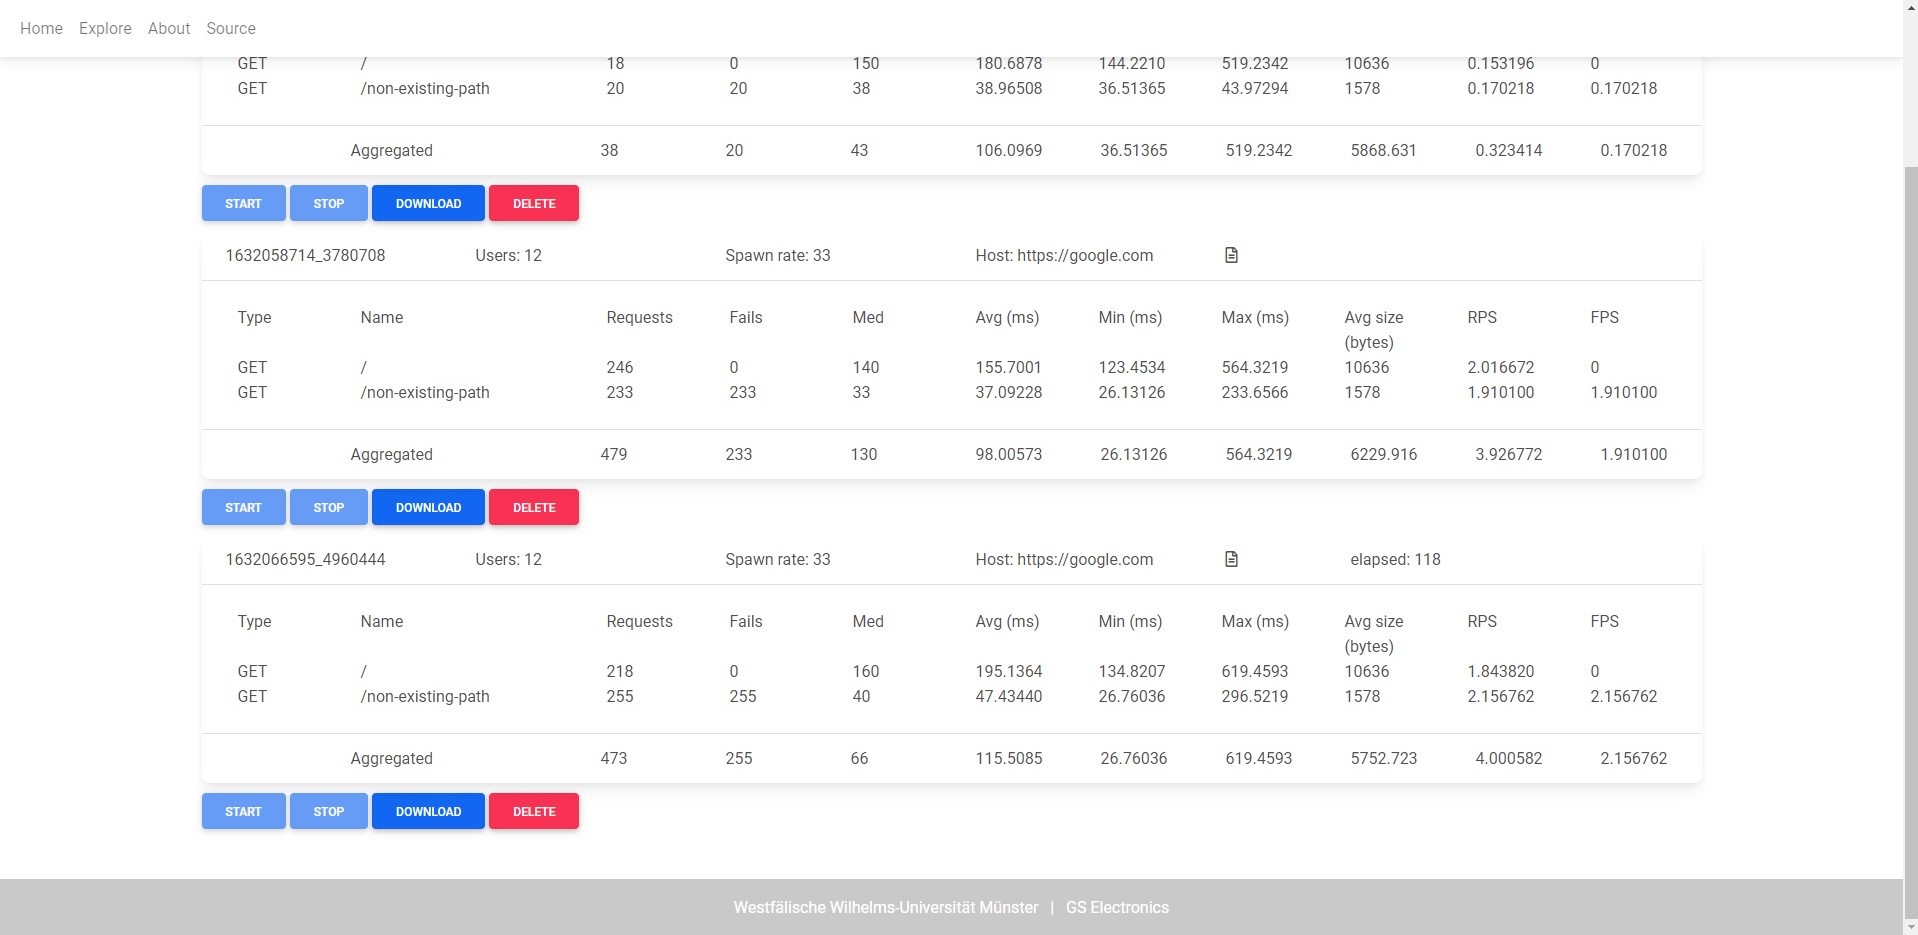 Home Explore About Source
GET / 18 0 150 180.6878 144.2210 519.2342 10636 0.153196 0
GET /non-existing-path 20 20 38 38.96508 36.51365 43.97294 1578 0.170218 0.170218
Aggregated 38 20 43 106.0969 36.51365 519.2342 5868.631 0.323414 0.170218
START STOP DOWNLOAD DELETE
1632058714_3780708 Users: 12 Spawn rate: 33 Host: https://google.com
Type Name Requests Fails Med Avg (ms) Min (ms) Max (ms) Avg size RPS FPS
(bytes)
GET / 246 0 140 155.7001 123.4534 564.3219 10636 2.016672 0
GET /non-existing-path 233 233 33 37.09228 26.13126 233.6566 1578 1.910100 1.910100
Aggregated 479 233 130 98.00573 26.13126 564.3219 6229.916 3.926772 1.910100
START STOP DOWNLOAD DELETE
1632066595_4960444 Users: 12 Spawn rate: 33 Host: https://google.com elapsed: 118
Type Name Requests Fails Med Avg (ms) Min (ms) Max (ms) Avg size RPS FPS
(bytes)
GET / 218 0 160 195.1364 134.8207 619.4593 10636 1.843820 0
GET /non-existing-path 255 255 40 47.43440 26.76036 296.5219 1578 2.156762 2.156762
Aggregated 473 255 66 115.5085 26.76036 619.4593 5752.723 4.000582 2.156762
START STOP DOWNLOAD DELETE
Westfälische Wilhelms-Universität Münster | GS Electronics